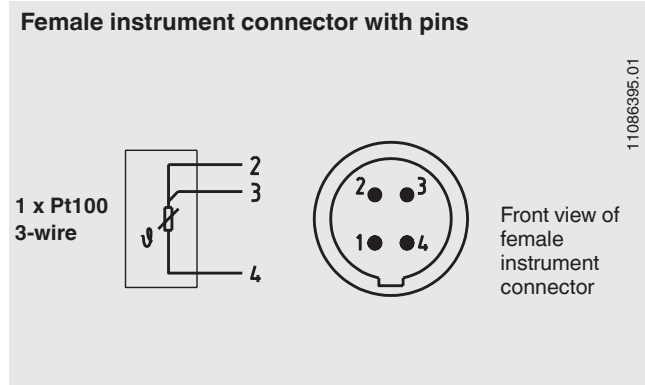 Female instrument connector with pins
11086395.01
1 x Pt100
3-wire
2
3
4
ϑ
2
3
1
4
Front view of
female
instrument
connector